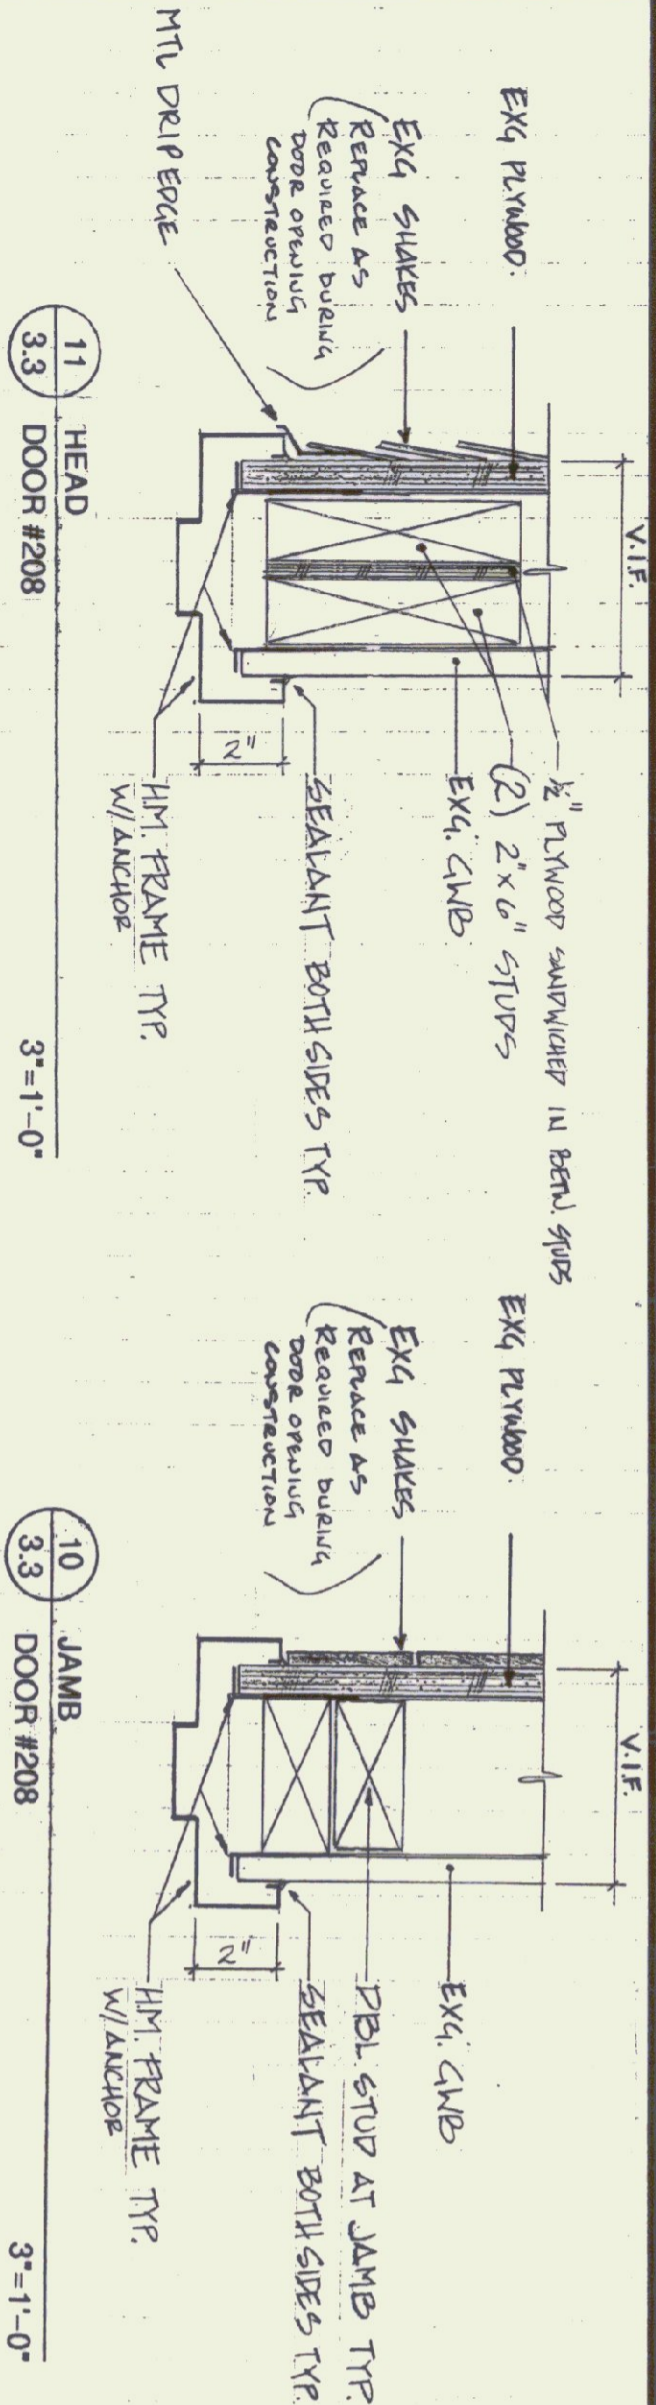 V.I.F.
EXG PLYWOOD.
EXG SHAKES
(REPLACE AS
REQUIRED DURING
DOOR OPENING
CONSTRUCTION)
MTL DRIP EDGE
1/2" PLYWOOD SANDWICHED IN BETW. STUDS
(2) 2"x6" STUDS
EXG. GWB
SEALANT BOTH SIDES TYP.
2"
H.M. FRAME TYP.
W/ANCHOR
11
3.3
HEAD
DOOR #208
3"=1'-0"
V.I.F.
EXG PLYWOOD.
EXG SHAKES
(REPLACE AS
REQUIRED DURING
DOOR OPENING
CONSTRUCTION)
EXG. GWB
DBL. STUD AT JAMB TYP.
SEALANT BOTH SIDES TYP.
2"
H.M. FRAME TYP.
W/ANCHOR
10
3.3
JAMB
DOOR #208
3"=1'-0"